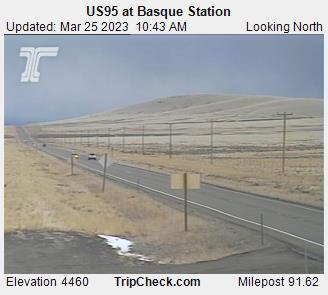 US95 at Basque Station
Updated: Mar 25 2023 10:43 AM Looking North
Elevation 4460 TripCheck.com Milepost 91.62